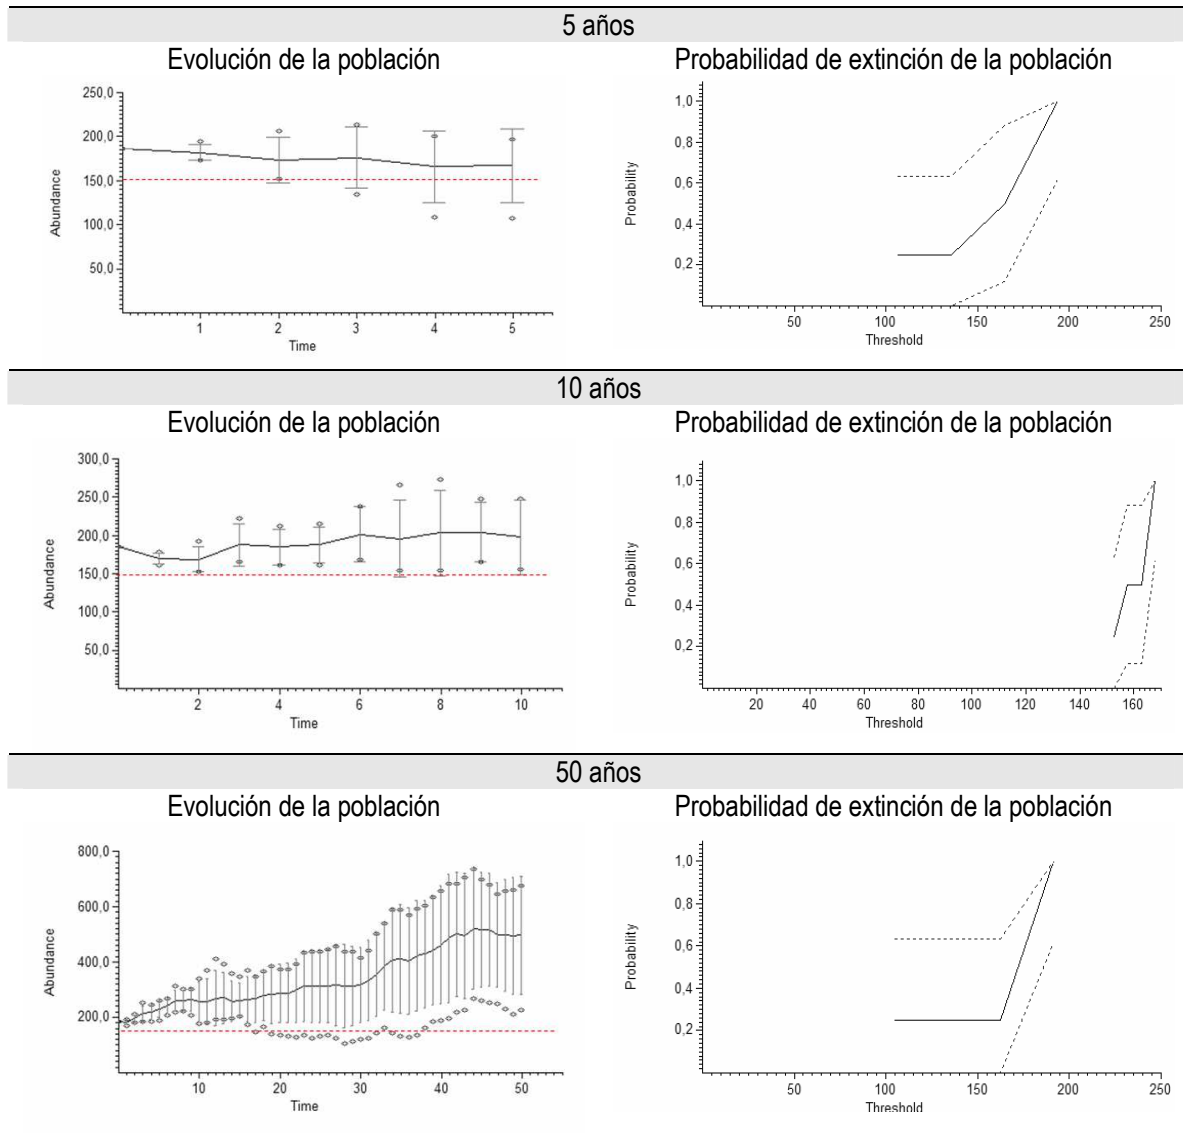 5 años
Evolución de la población
Probabilidad de extinción de la población
250,0
200,0
150,0
100,0
50,0
Abundance
1 2 3 4 5
Time
1,0
0,8
0,6
0,4
0,2
Probability
50 100 150 200 250
Threshold
10 años
Evolución de la población
Probabilidad de extinción de la población
300,0
250,0
200,0
150,0
100,0
50,0
Abundance
2 4 6 8 10
Time
1,0
0,8
0,6
0,4
0,2
Probability
20 40 60 80 100 120 140 160
Threshold
50 años
Evolución de la población
Probabilidad de extinción de la población
800,0
600,0
400,0
200,0
Abundance
10 20 30 40 50
Time
1,0
0,8
0,6
0,4
0,2
Probability
50 100 150 200 250
Threshold